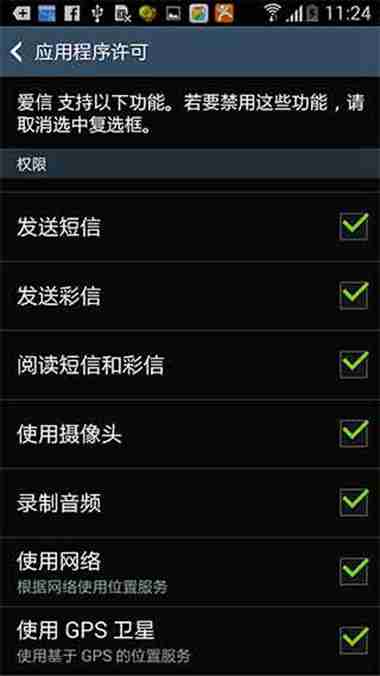 11:24
应用程序许可
爱信 支持以下功能。若要禁用这些功能，请
取消选中复选框。
权限
发送短信
发送彩信
阅读短信和彩信
使用摄像头
录制音频
使用网络
根据网络使用位置服务
使用 GPS 卫星
使用基于 GPS 的位置服务